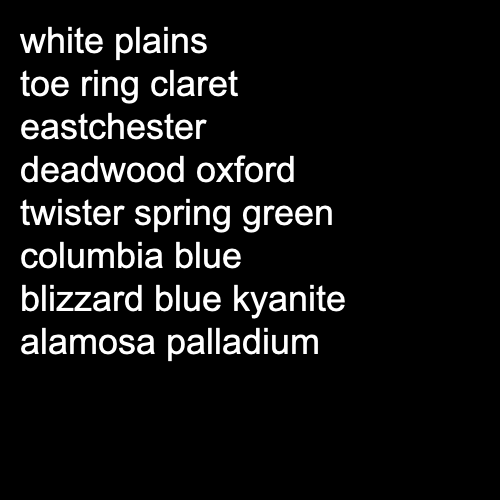 white plains
toe ring claret
eastchester
deadwood oxford
twister spring green
columbia blue
blizzard blue kyanite
alamosa palladium